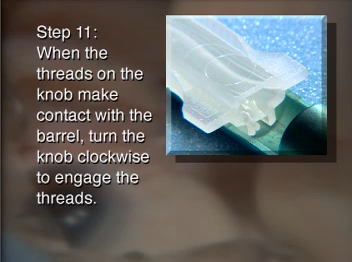 Step 11:
When the
threads on the
knob make
contact with the
barrel, turn the
knob clockwise
to engage the
threads.